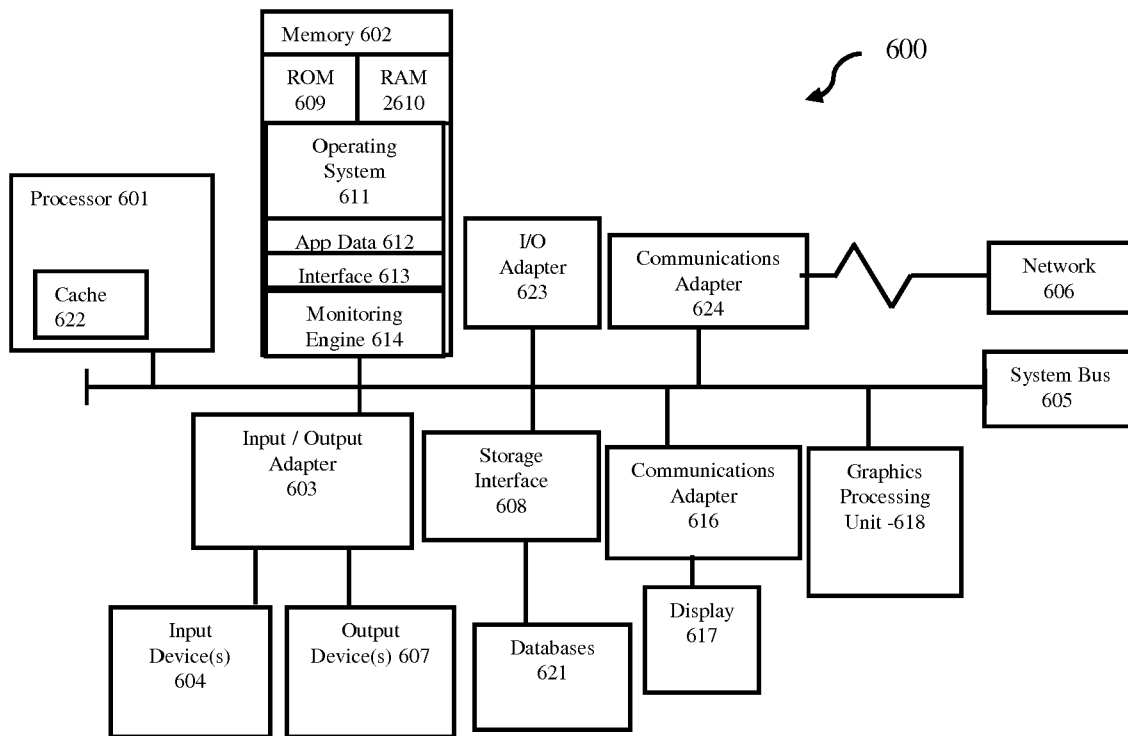 Memory 602
600
ROM
609
RAM
2610
Operating
System
611
Processor 601
App Data 612
I/O
Adapter
623
Communications
Adapter
624
Network
606
Interface 613
Cache
622
Monitoring
Engine 614
System Bus
605
Input / Output
Adapter
603
Storage
Interface
608
Communications
Adapter
616
Graphics
Processing
Unit -618
Input
Device(s)
604
Output
Device(s) 607
Databases
621
Display
617